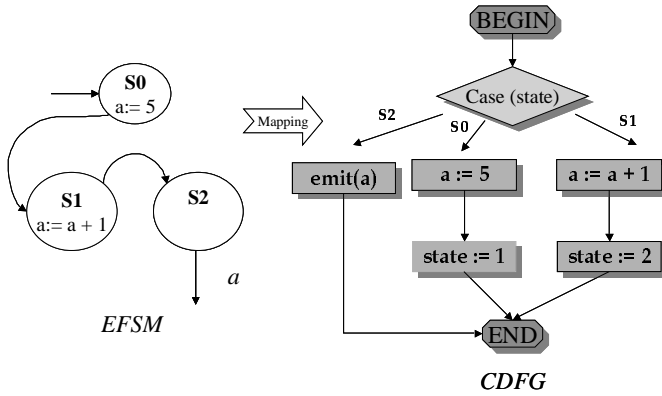 S0
a:= 5
S1
a:= a + 1
S2
a
EFSM
Mapping
BEGIN
Case (state)
S2
S0
S1
emit(a)
a := 5
a := a + 1
state := 1
state := 2
END
CDFG